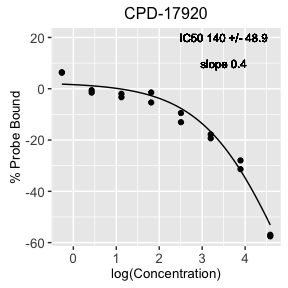 CPD-17920
IC50 140 +/- 48.9
slope 0.4
% Probe Bound
20
0
-20
-40
-60
0 1 2 3 4
log(Concentration)